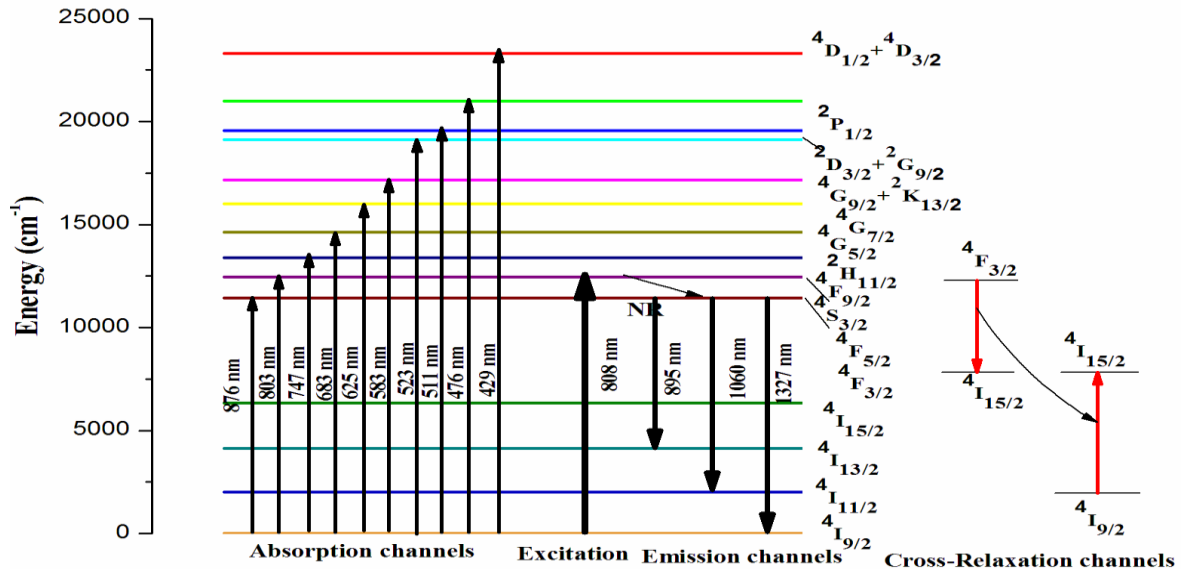 25000
20000
15000
10000
5000
0
Energy (cm-1)
4D1/2+4D3/2
2P1/2
2D3/2+2G9/2
4G9/2+2K13/2
4G7/2
4G5/2
2H11/2
4F9/2
4S3/2
4F5/2
4F3/2
4I15/2
4I13/2
4I11/2
4I9/2
NR
876 nm
803 nm
747 nm
683 nm
625 nm
583 nm
523 nm
511 nm
476 nm
429 nm
808 nm
895 nm
1060 nm
1327 nm
4F3/2
4I15/2
4I15/2
4I9/2
Absorption channels
Excitation
Emission channels
Cross-Relaxation channels